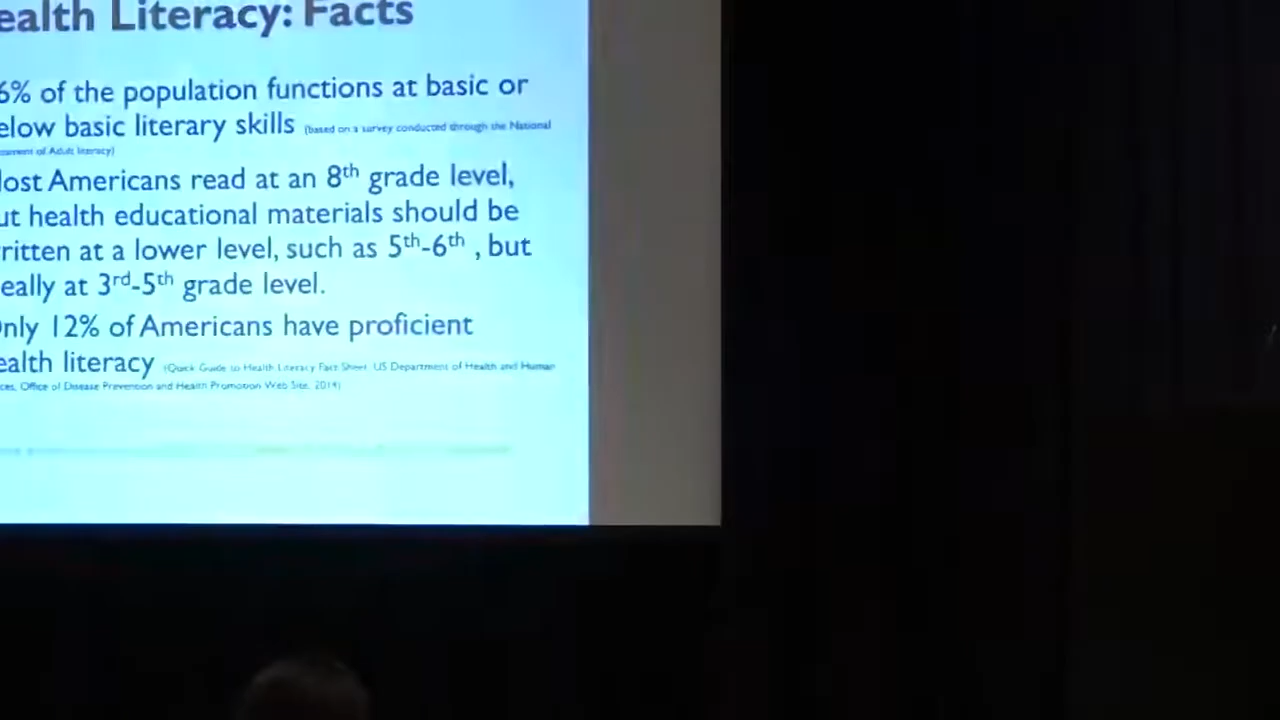 ealth Literacy: Facts
6% of the population functions at basic or
elow basic literary skills (based on a survey conducted through the National
ssment of Adult literacy)
lost Americans read at an 8th grade level,
ut health educational materials should be
ritten at a lower level, such as 5th-6th , but
eally at 3rd-5th grade level.
nly 12% of Americans have proficient
ealth literacy (Quick Guide to Health Literacy Fact Sheet. US Department of Health and Human
ces, Office of Disease Prevention and Health Promotion Web Site. 2014)